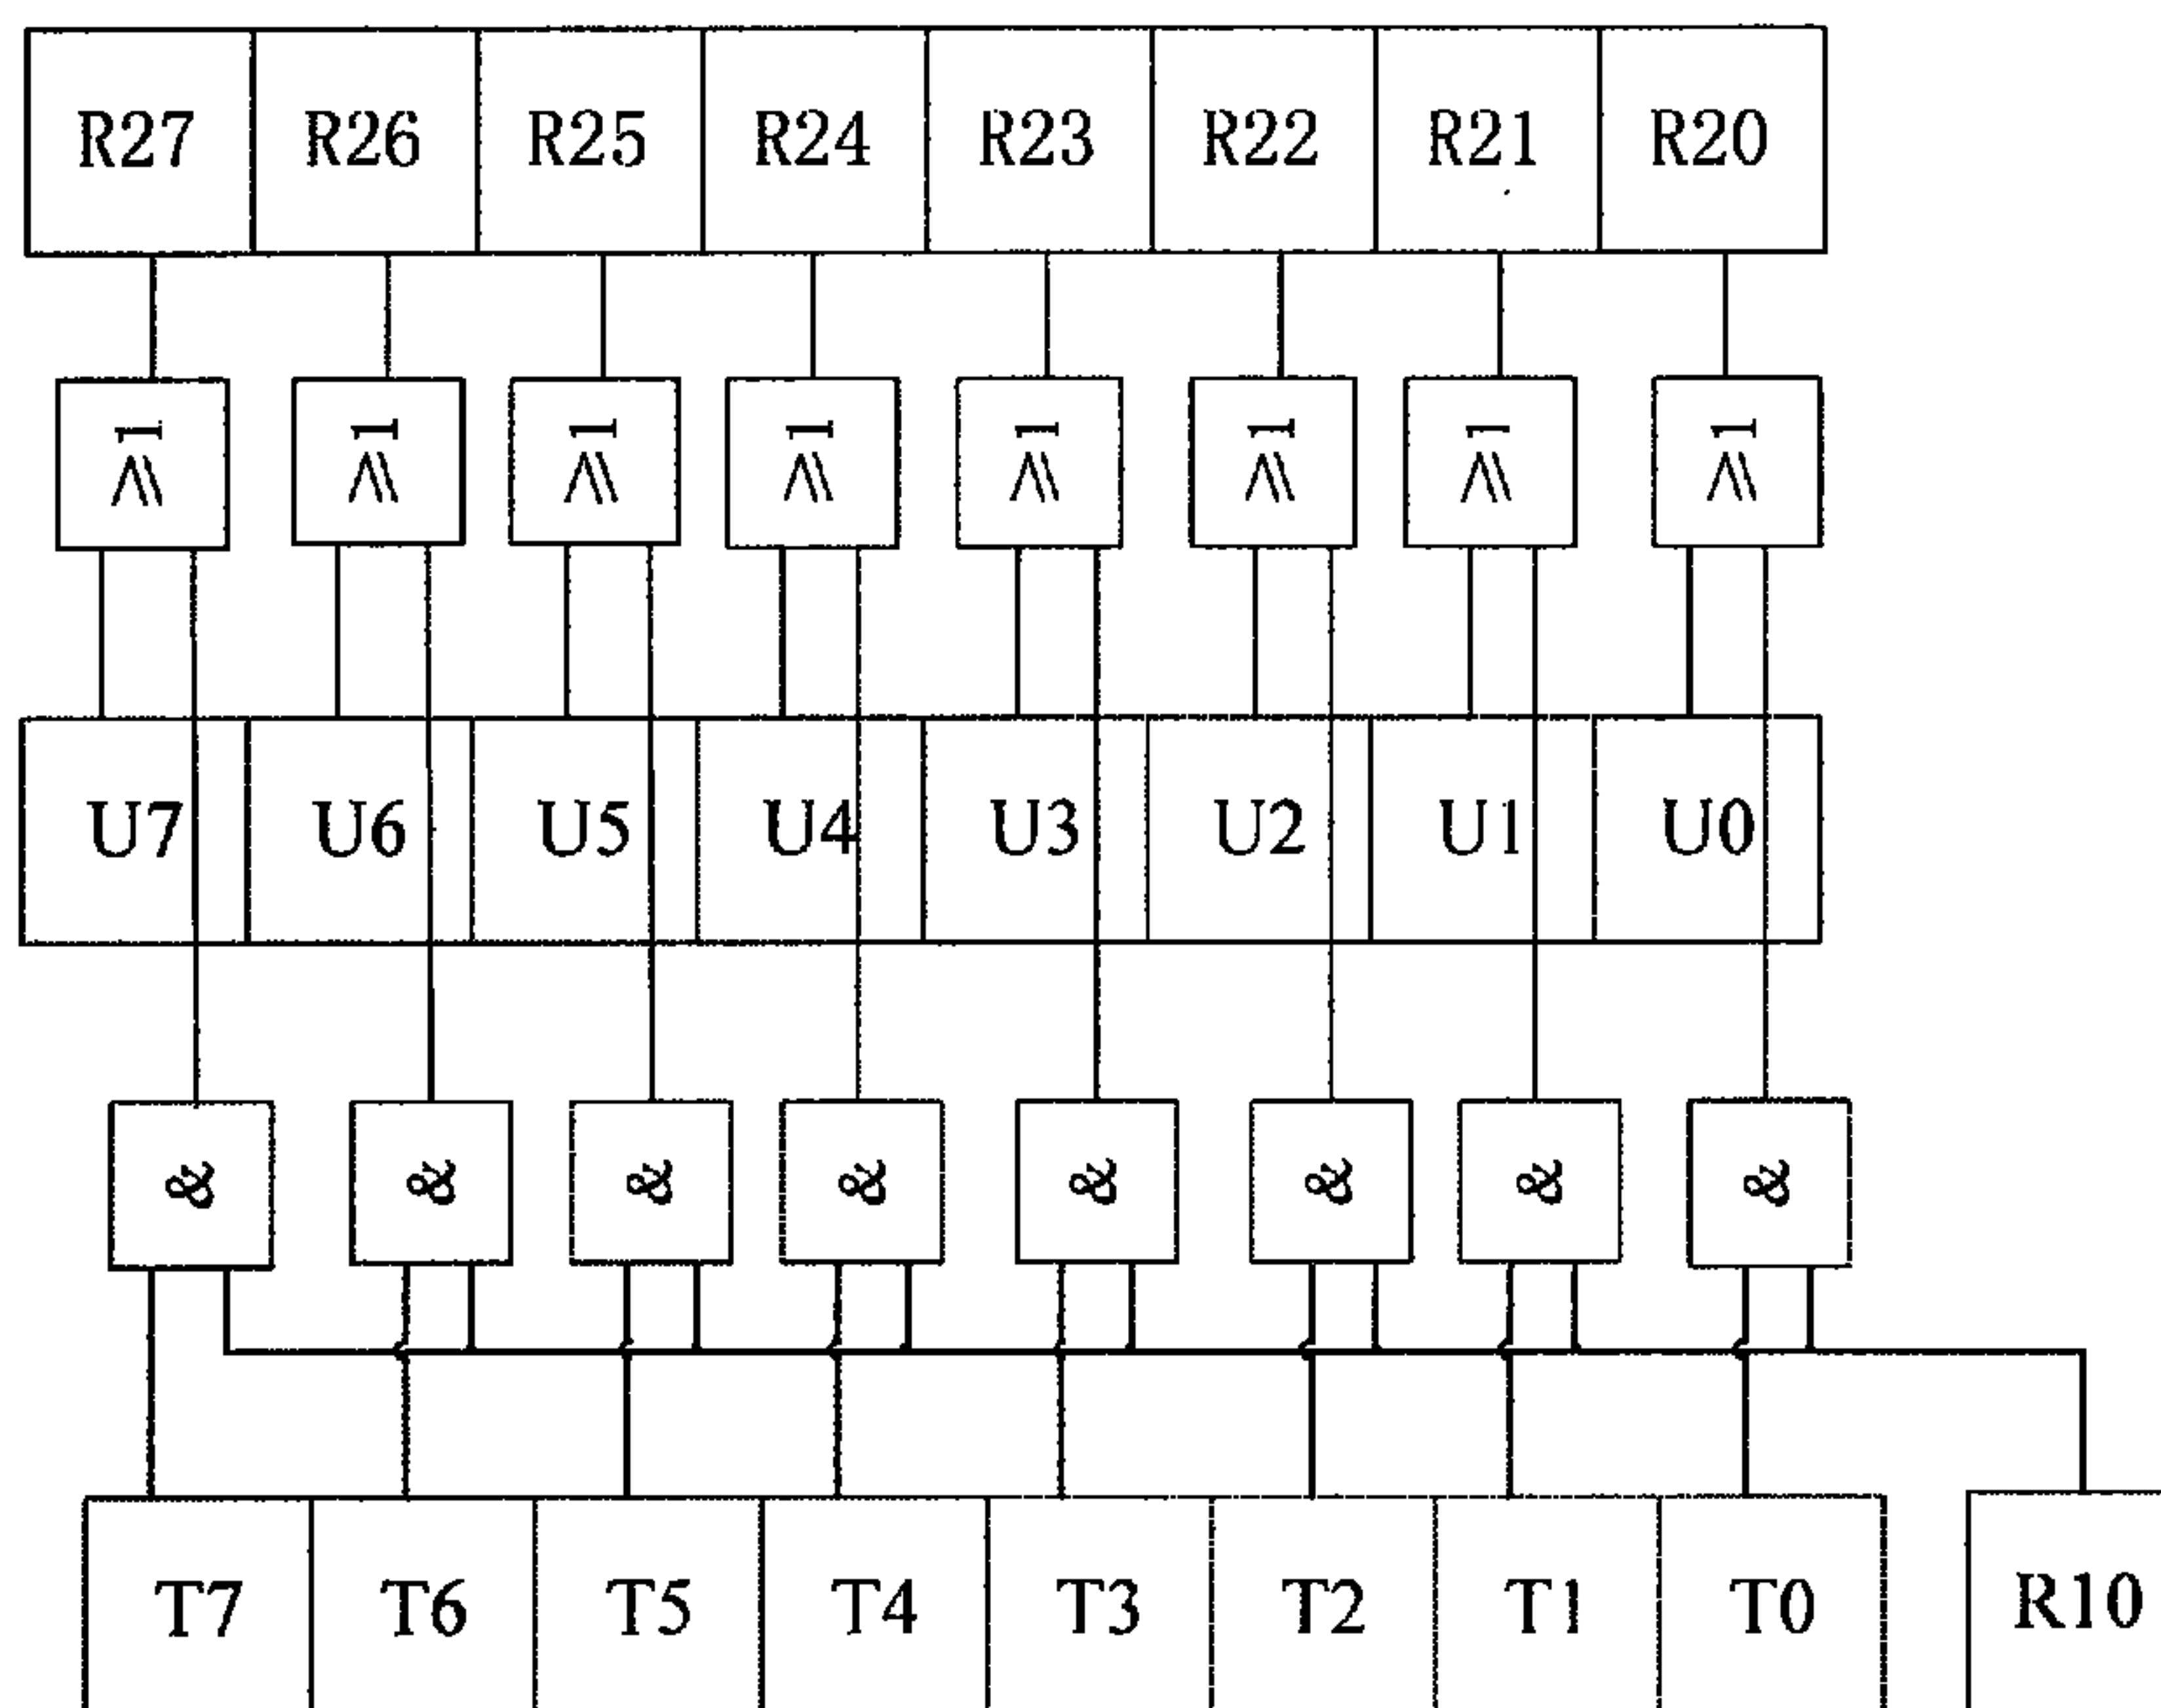 R27 R26 R25 R24 R23 R22 R21 R20
≥1 ≥1 ≥1 ≥1 ≥1 ≥1 ≥1 ≥1
U7 U6 U5 U4 U3 U2 U1 U0
& & & & & & & &
T7 T6 T5 T4 T3 T2 T1 T0 R10